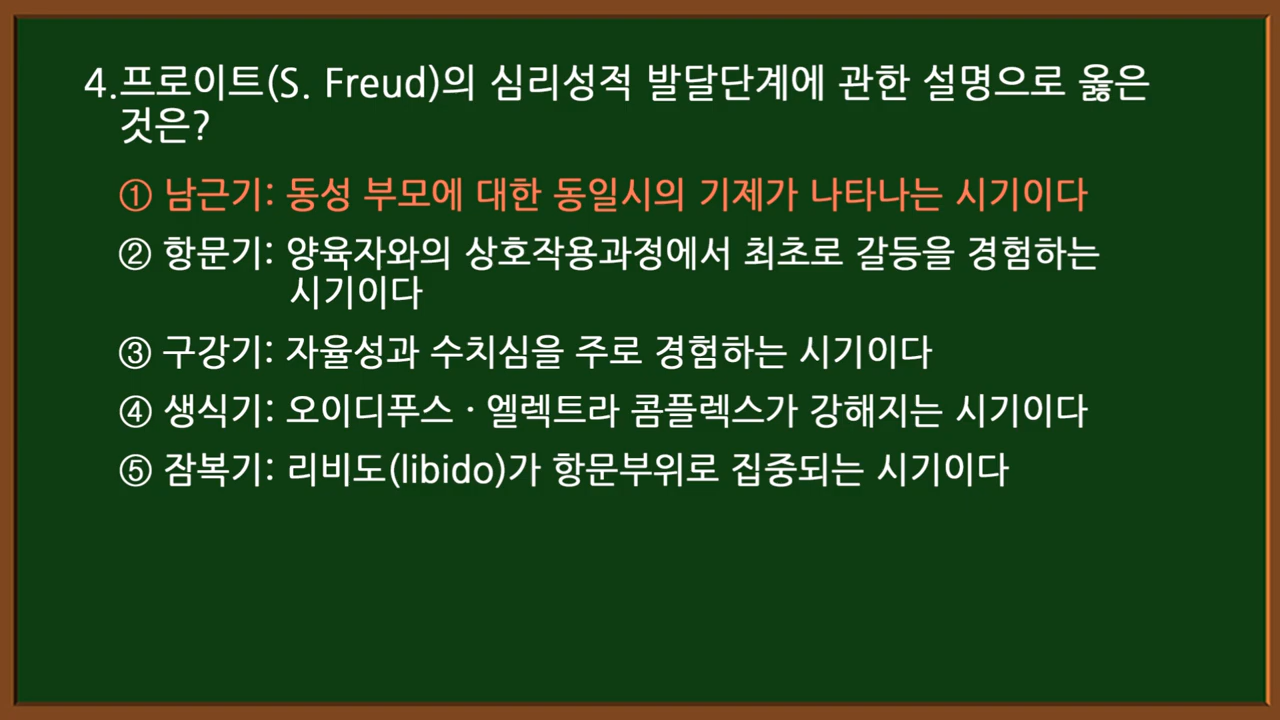 4.프로이트(S. Freud)의 심리성적 발달단계에 관한 설명으로 옳은
것은?
① 남근기: 동성 부모에 대한 동일시의 기제가 나타나는 시기이다
② 항문기: 양육자와의 상호작용과정에서 최초로 갈등을 경험하는
시기이다
③ 구강기: 자율성과 수치심을 주로 경험하는 시기이다
④ 생식기: 오이디푸스 · 엘렉트라 콤플렉스가 강해지는 시기이다
⑤ 잠복기: 리비도(libido)가 항문부위로 집중되는 시기이다